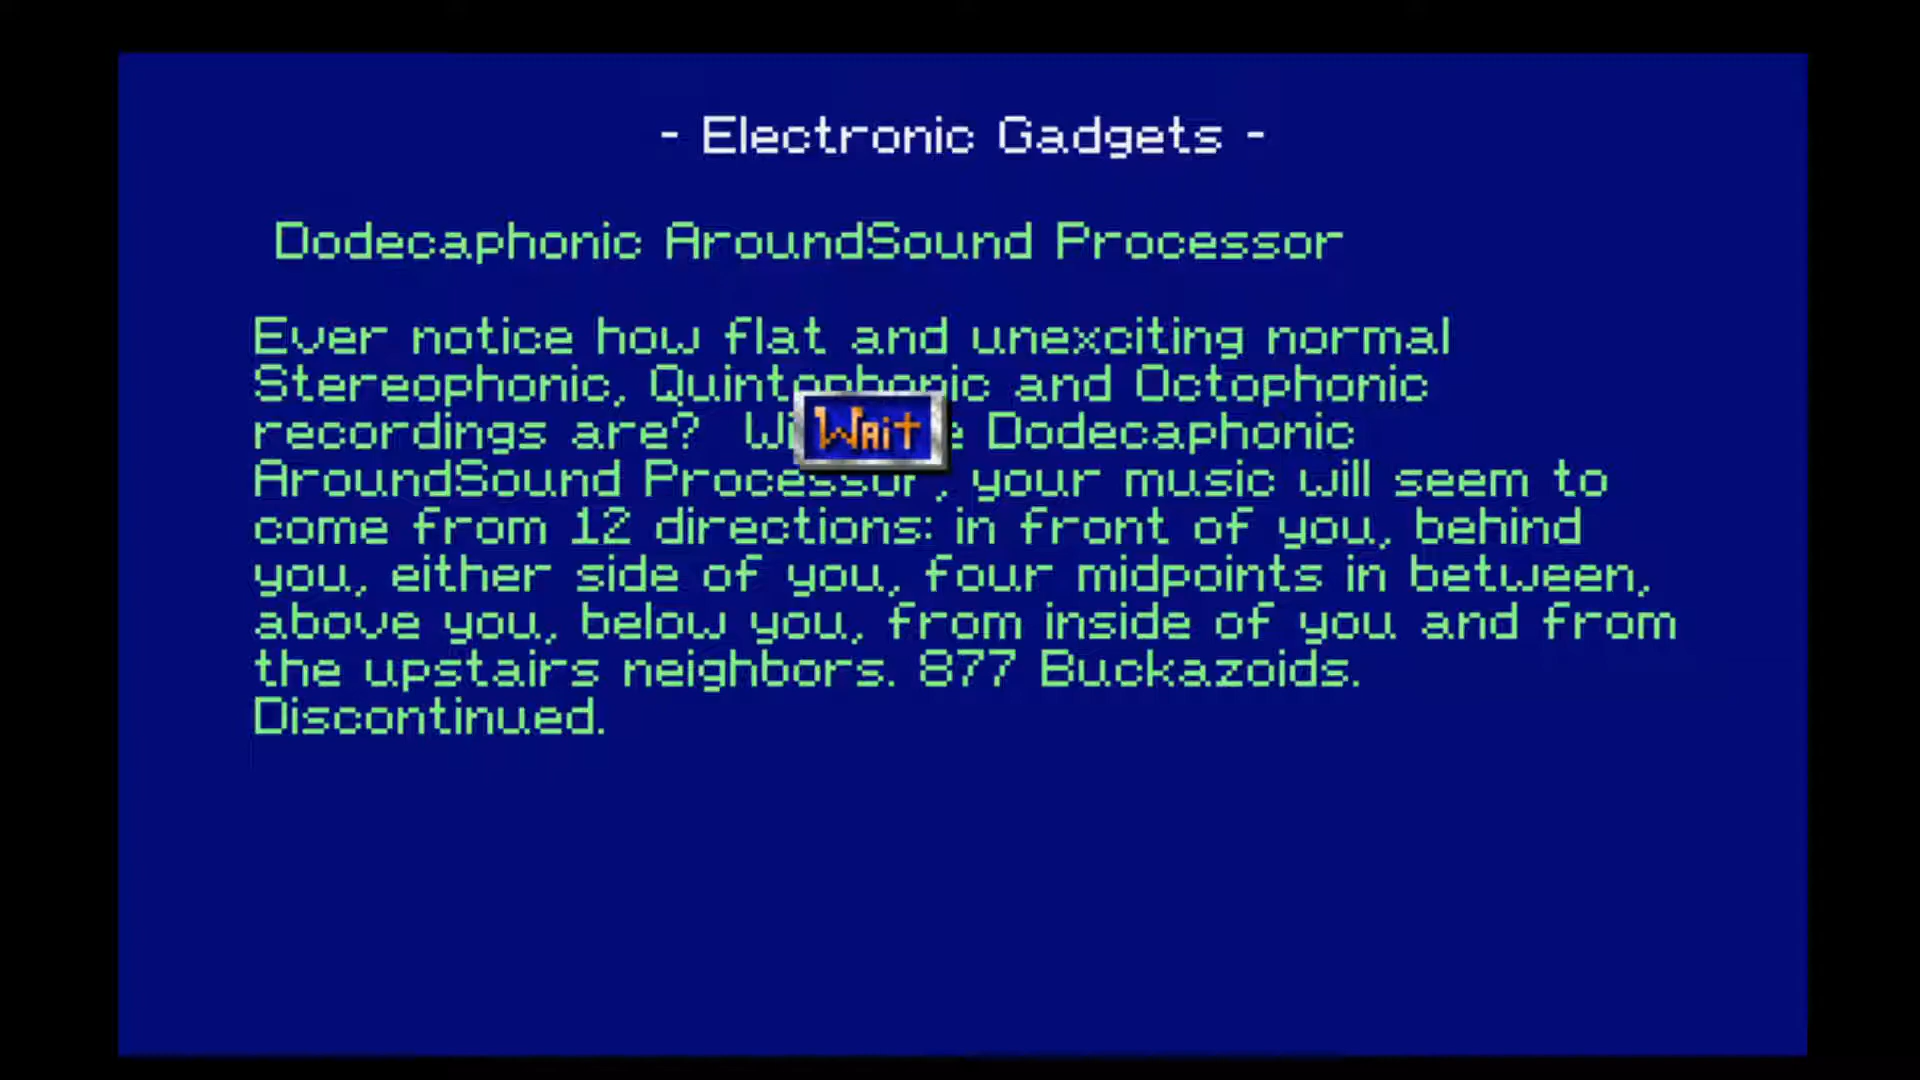 - Electronic Gadgets -
Dodecaphonic AroundSound Processor
Ever notice how flat and unexciting normal
Stereophonic, Quintophonic and Octophonic
recordings are? Dodecaphonic
Wait
AroundSound Processor, your music will seem to
come from 12 directions: in front of you, behind
you, either side of you, four midpoints in between,
above you, below you, from inside of you and from
the upstairs neighbors. 877 Buckazoids.
Discontinued.